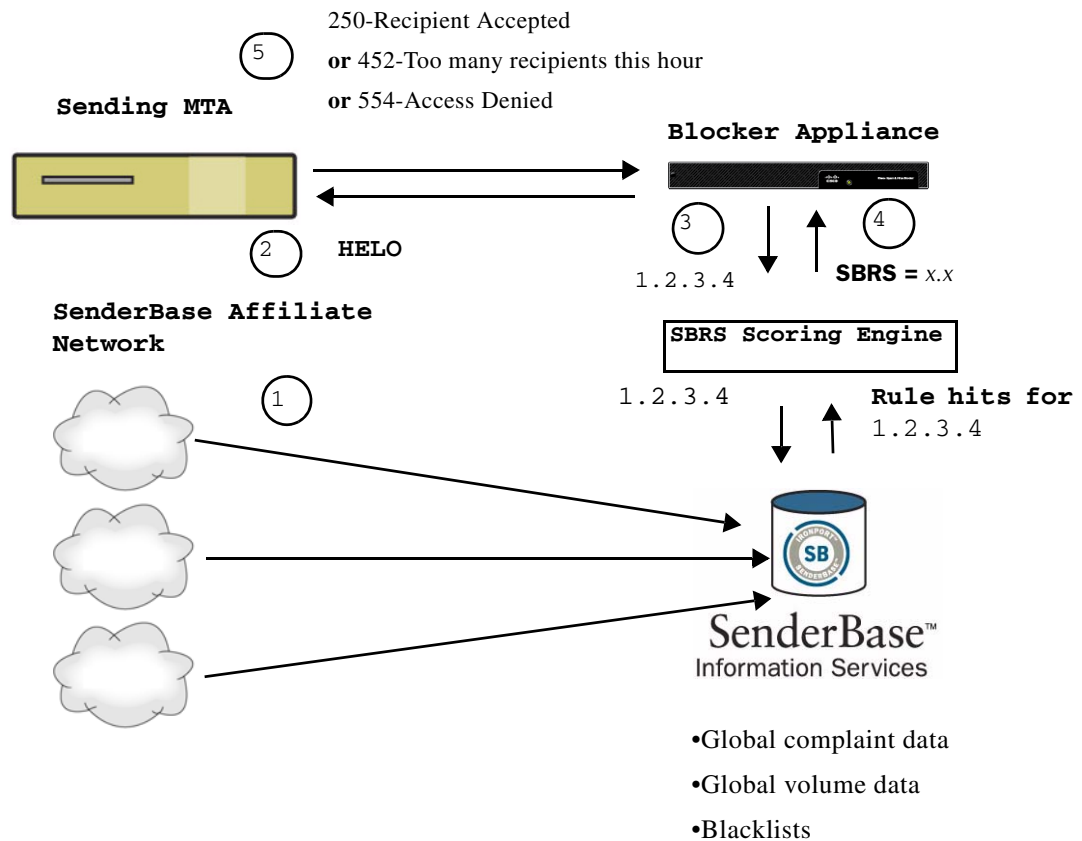 250-Recipient Accepted
5
or 452-Too many recipients this hour
or 554-Access Denied
Sending MTA
Blocker Appliance
CISCO
3
4
2
HELO
1.2.3.4
SBRS = x.x
SenderBase Affiliate
Network
SBRS Scoring Engine
1
1.2.3.4
Rule hits for
1.2.3.4
IRONPORT
SB
SENDERBASE
SenderBase™
Information Services
•Global complaint data
•Global volume data
•Blacklists